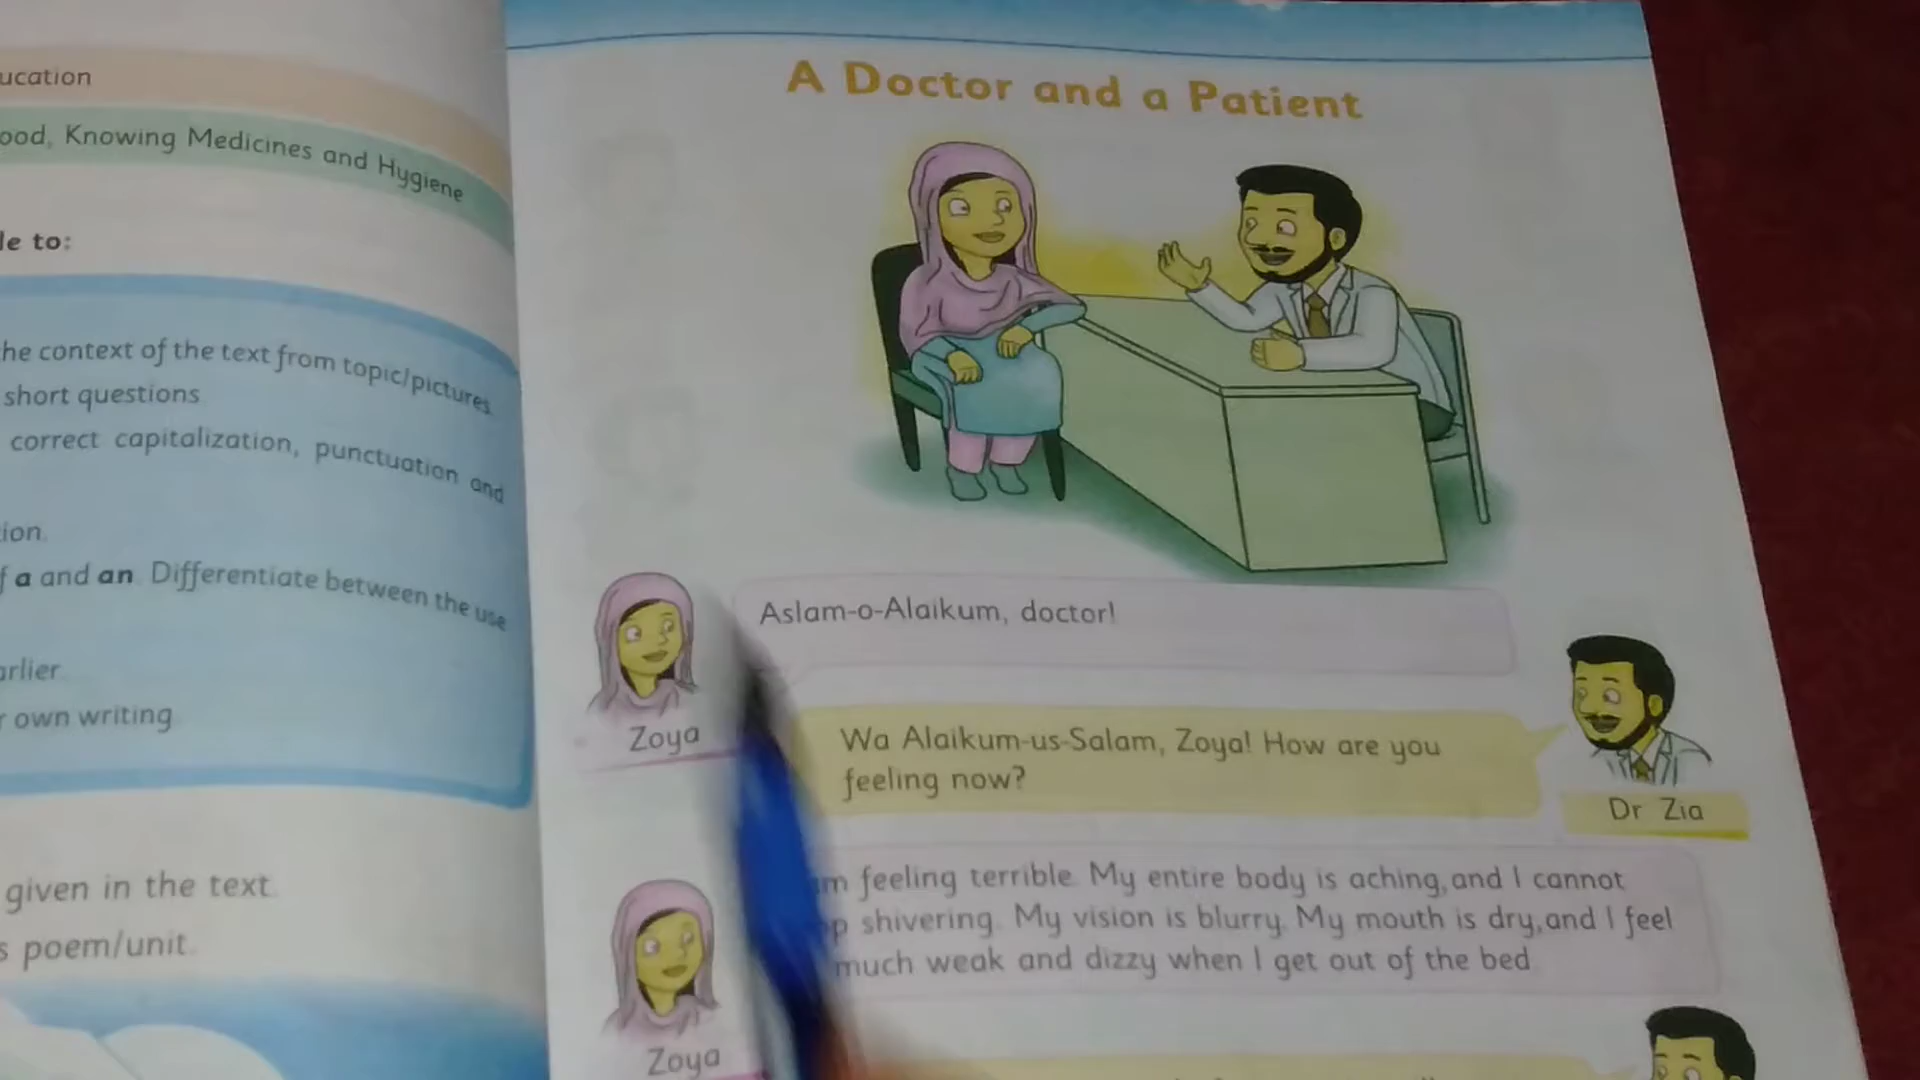 ucation
ood, Knowing Medicines and Hygiene
le to:
he context of the text from topic/pictures.
short questions.
correct capitalization, punctuation and
ion.
f a and an. Differentiate between the use
arlier.
r own writing.
given in the text.
s poem/unit.
A Doctor and a Patient
Aslam-o-Alaikum, doctor!
Zoya
Wa Alaikum-us-Salam, Zoya! How are you
feeling now?
Dr Zia
m feeling terrible. My entire body is aching, and I cannot
p shivering. My vision is blurry. My mouth is dry, and I feel
much weak and dizzy when I get out of the bed.
Zoya